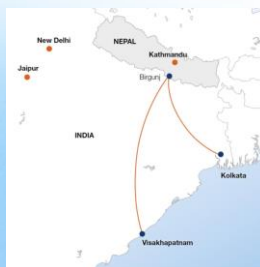 New Delhi
NEPAL
Kathmandu
Jaipur
Birgunj
INDIA
Kolkata
Visakhapatnam